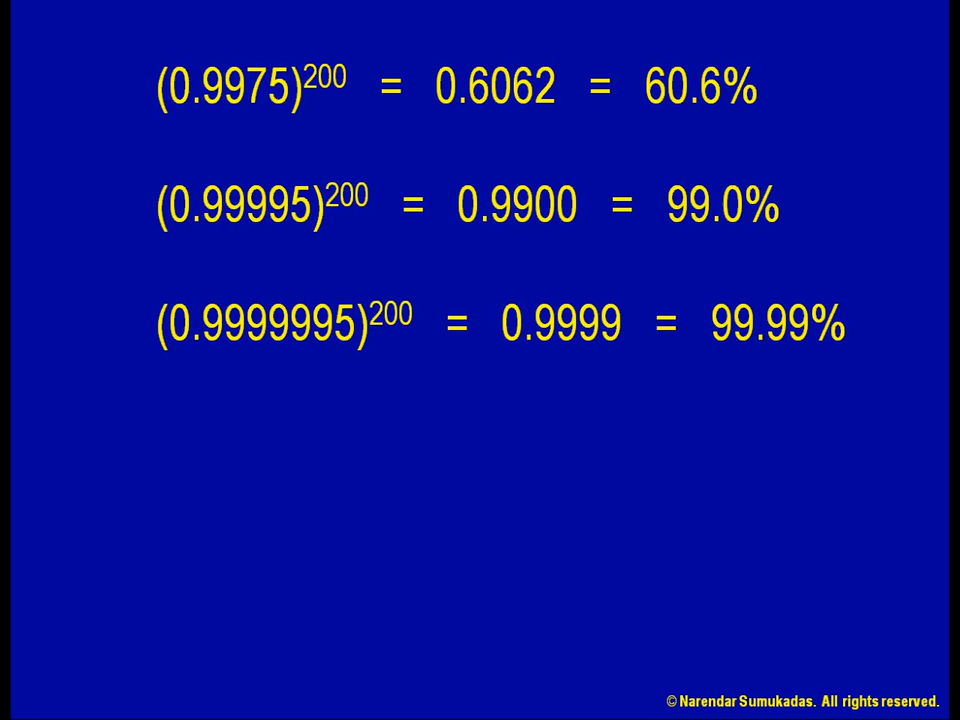 (0.9975)²⁰⁰ = 0.6062 = 60.6%
(0.99995)²⁰⁰ = 0.9900 = 99.0%
(0.9999995)²⁰⁰ = 0.9999 = 99.99%
© Narendar Sumukadas. All rights reserved.